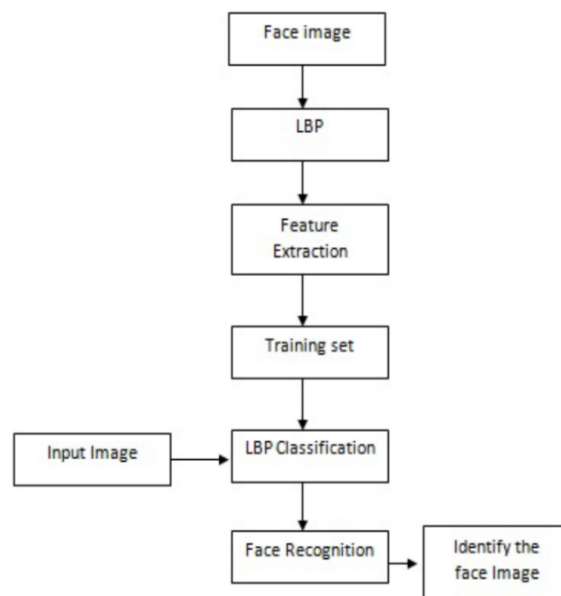 Face image
LBP
Feature
Extraction
Training set
Input Image
LBP Classification
Face Recognition
Identify the
face Image